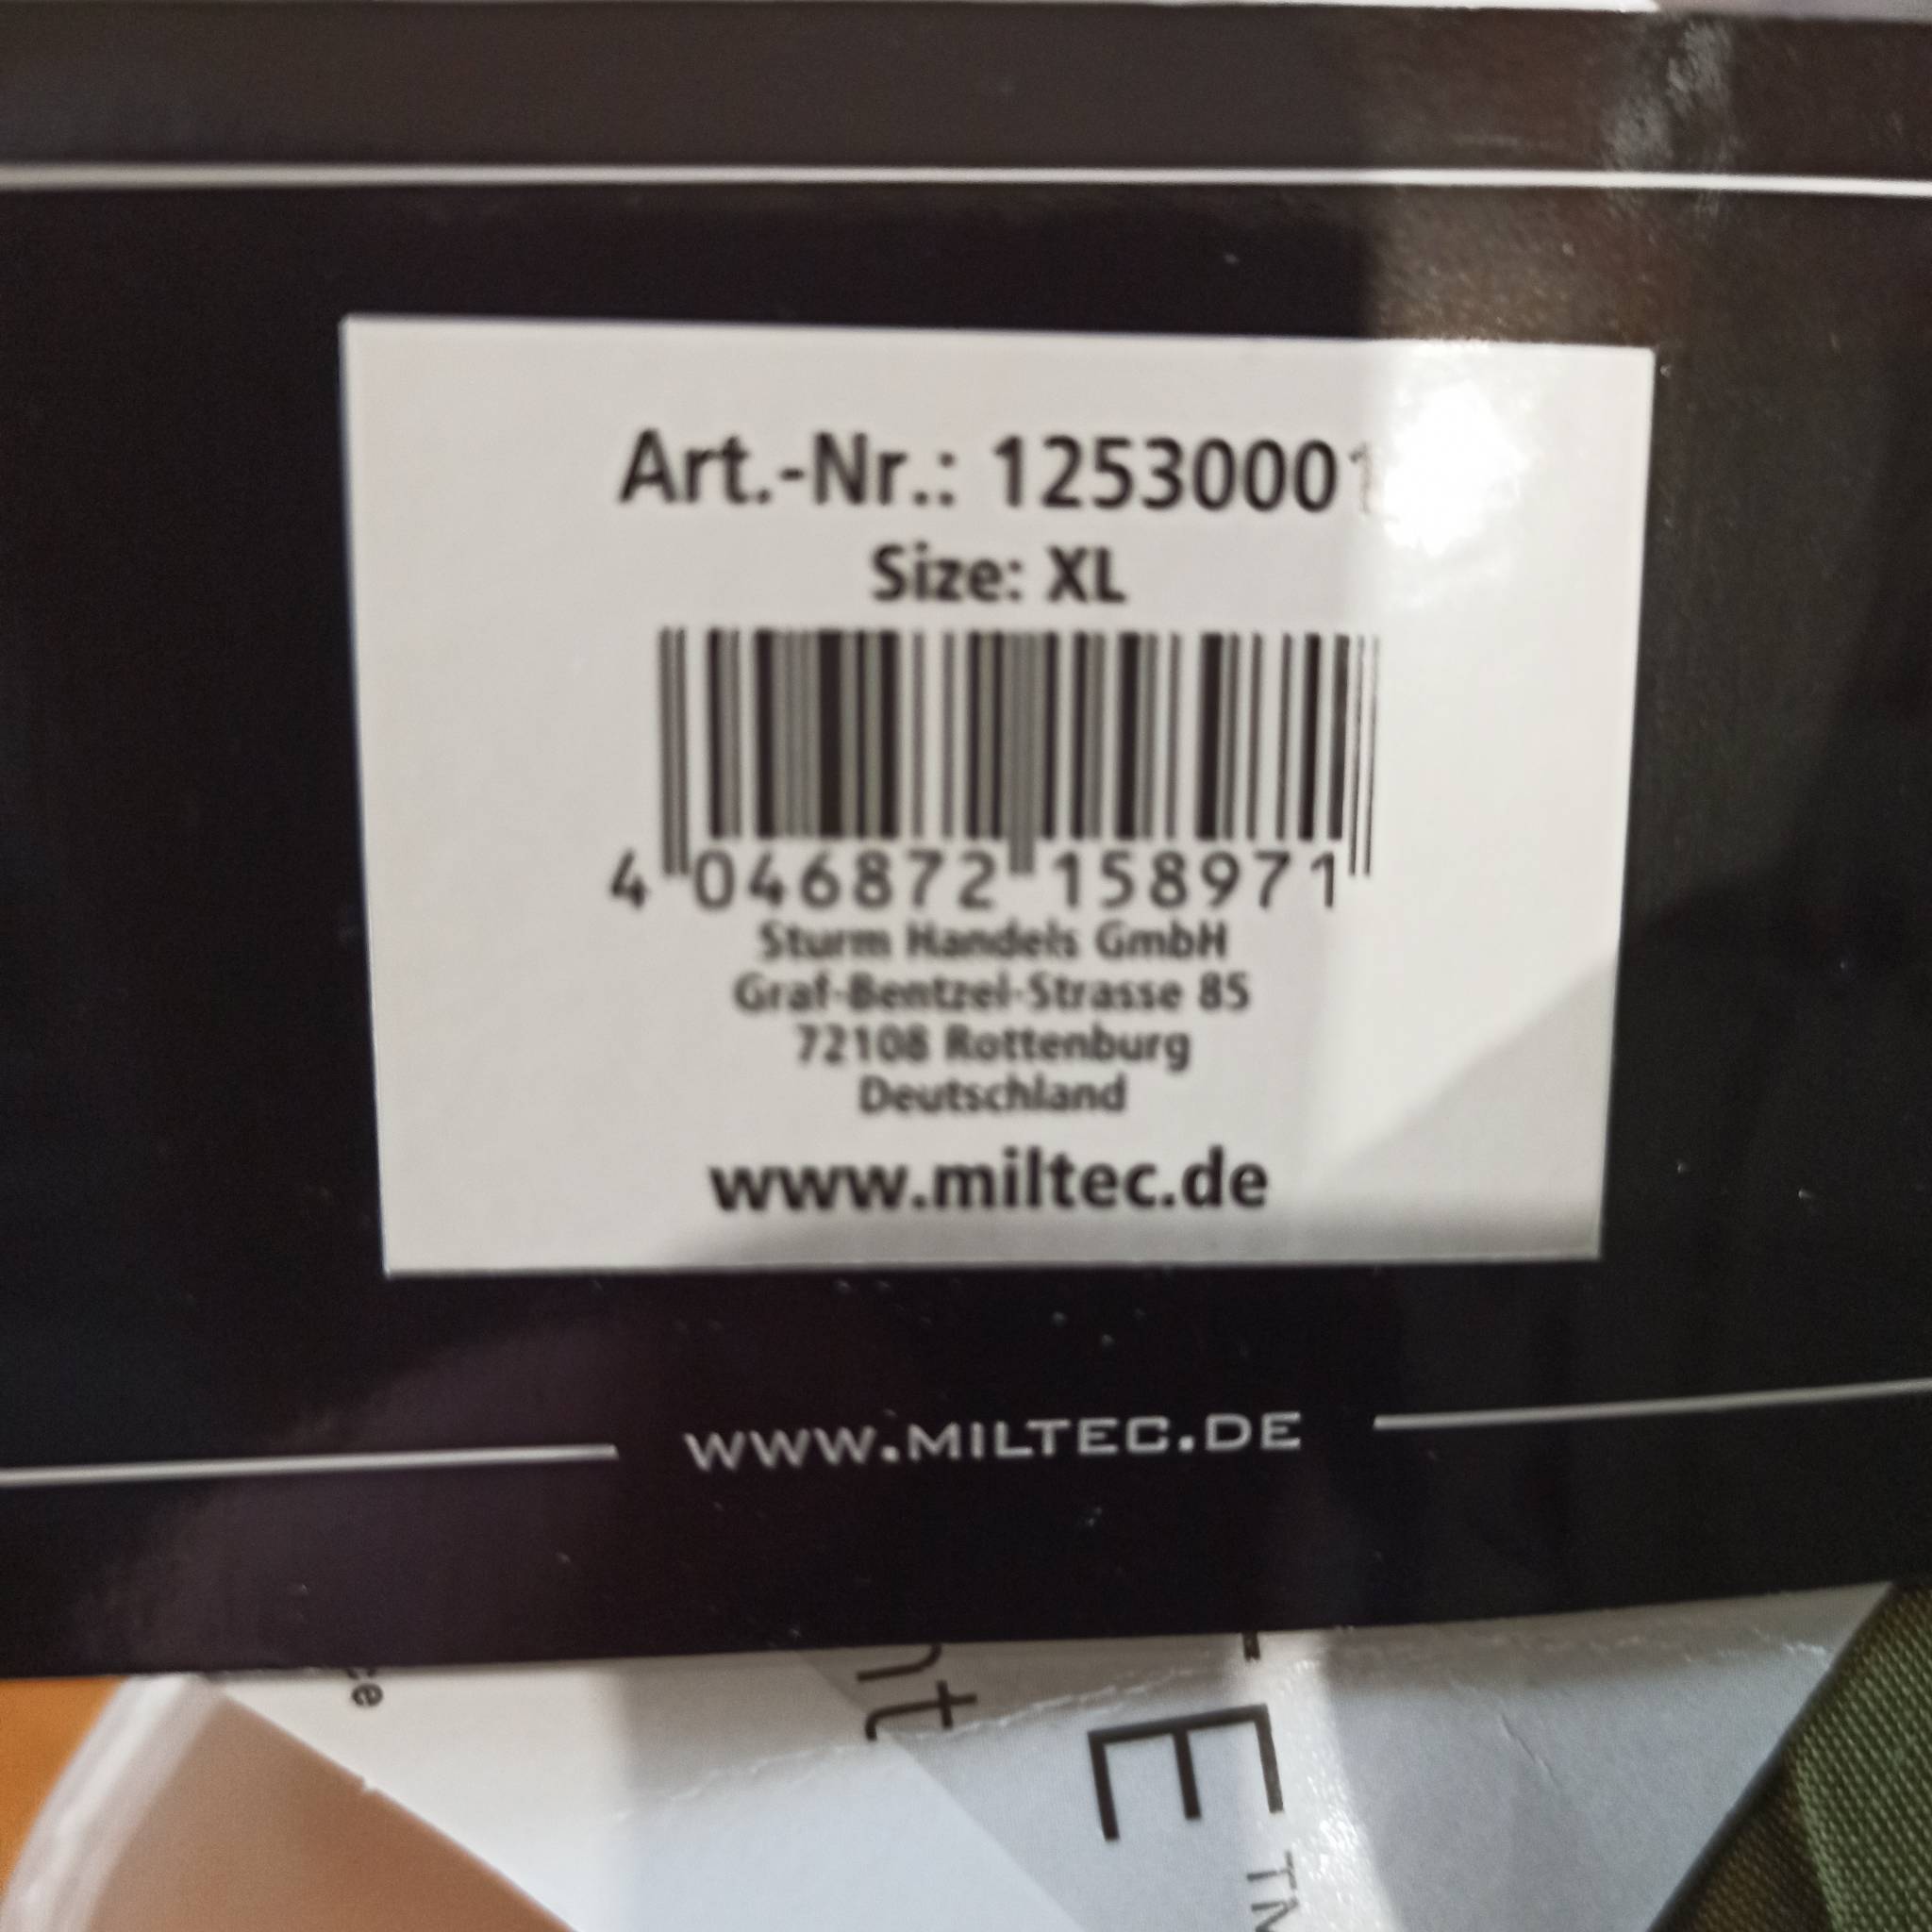 Art.-Nr.: 12530001
Size: XL
4 046872 158971
Sturm Handels GmbH
Graf-Bentzel-Strasse 85
72108 Rottenburg
Deutschland
www.miltec.de
WWW.MILTEC.DE
E
TM